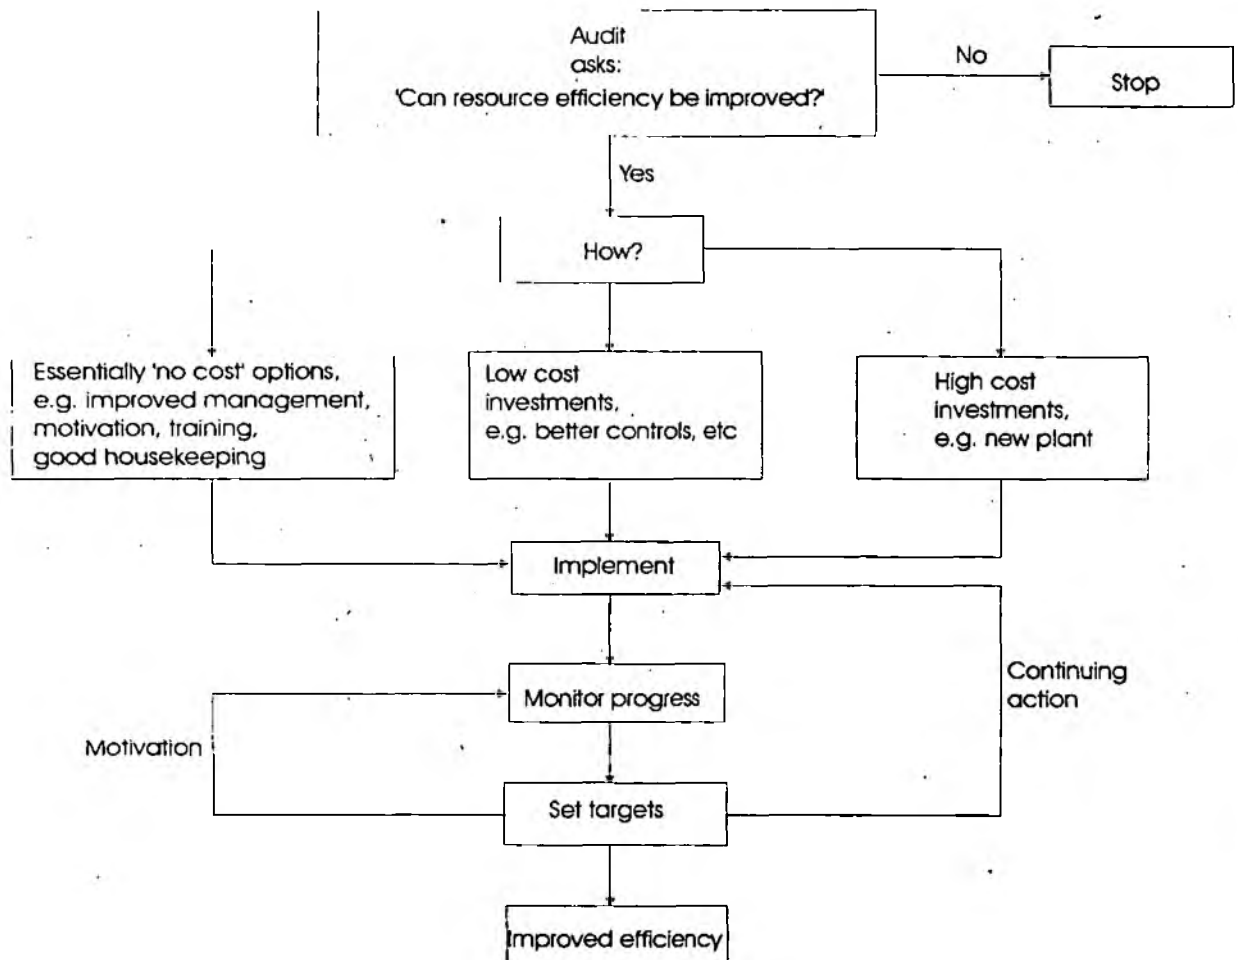 Audit
asks:
'Can resource efficiency be improved?'
No
Stop
Yes
How?
Essentially 'no cost' options,
e.g. improved management,
motivation, training,
good housekeeping
Low cost
investments,
e.g. better controls, etc
High cost
investments,
e.g. new plant
Implement
Monitor progress
Continuing
action
Motivation
Set targets
Improved efficiency